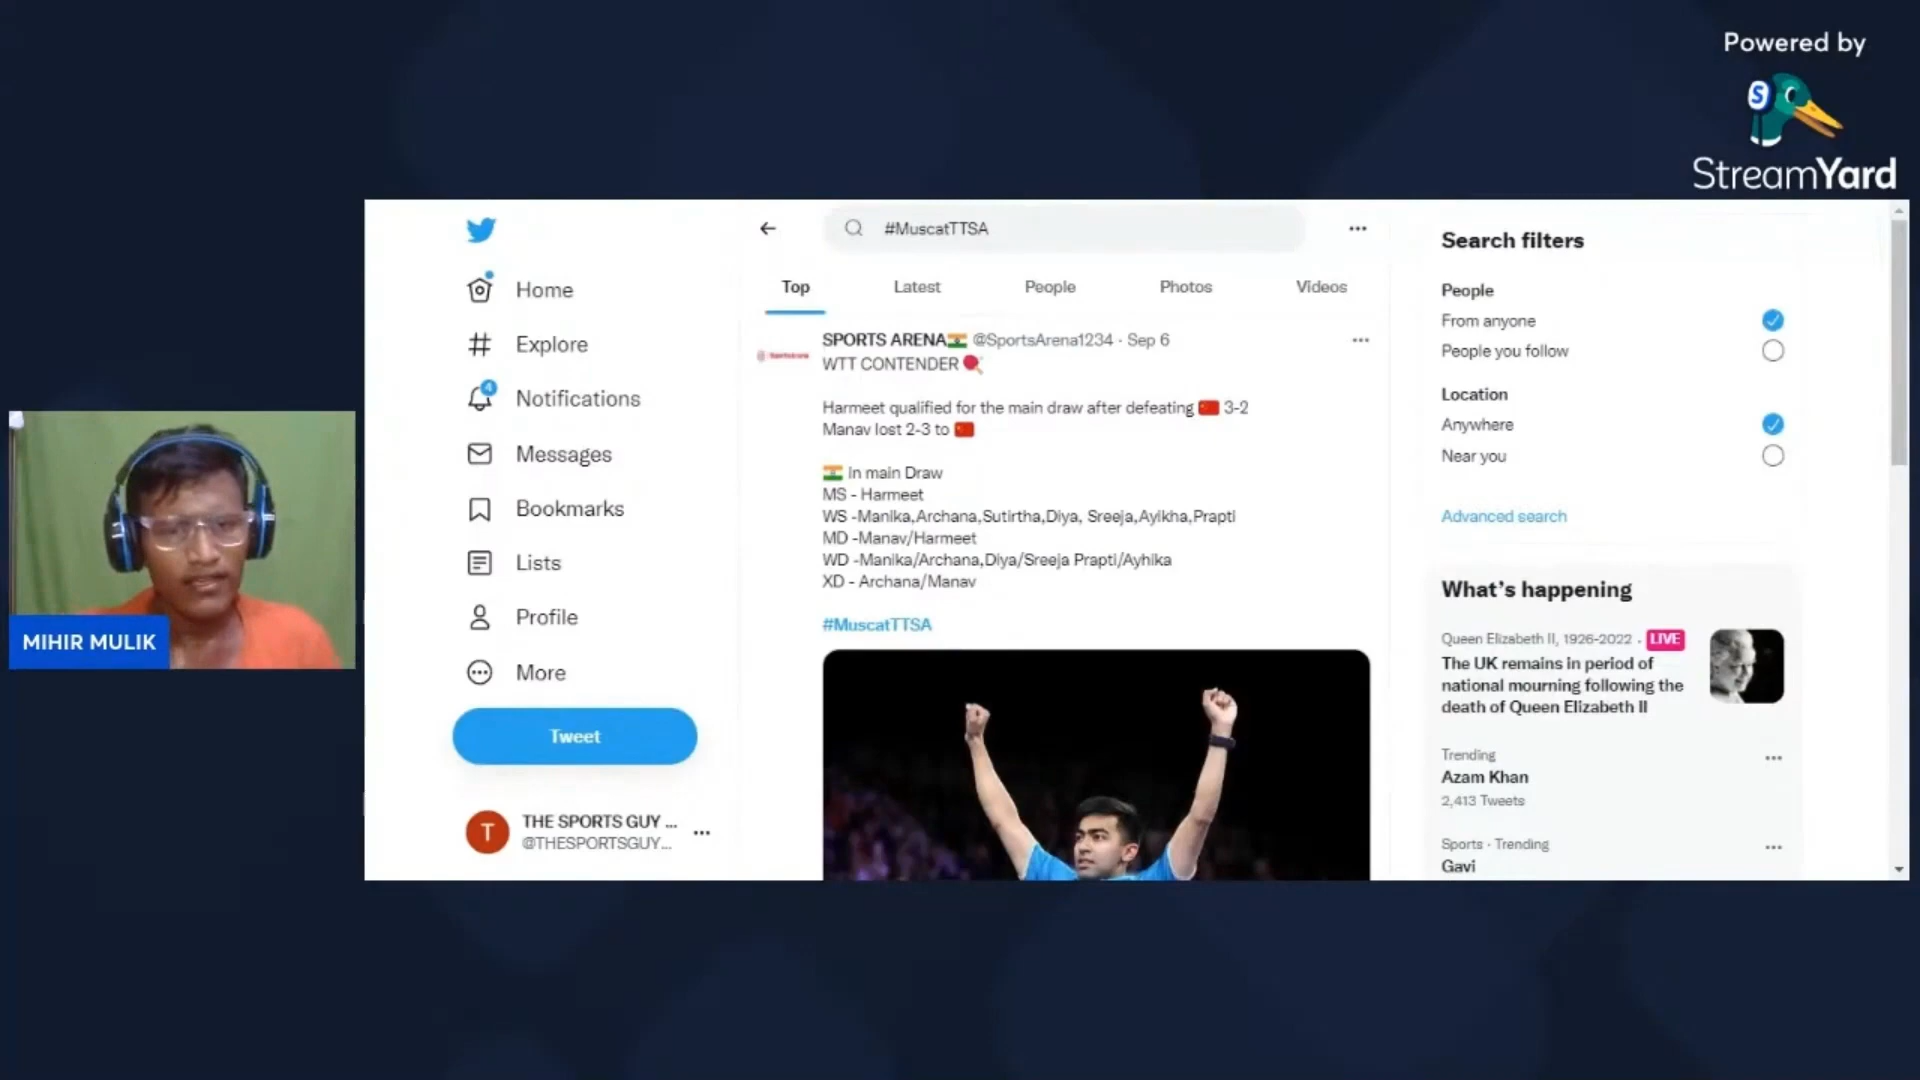 Powered by
StreamYard
MIHIR MULIK
Home
Explore
4
Notifications
Messages
Bookmarks
Lists
Profile
More
Tweet
T
THE SPORTS GUY ...
@THESPORTSGUY...
#MuscatTTSA
Top
Latest
People
Photos
Videos
SPORTS ARENA🇮🇳 @SportsArena1234 · Sep 6
WTT CONTENDER 🏓
Harmeet qualified for the main draw after defeating 🇨🇳 3-2
Manav lost 2-3 to 🇨🇳
🇮🇳 In main Draw
MS - Harmeet
WS -Manika,Archana,Sutirtha,Diya, Sreeja,Ayikha,Prapti
MD -Manav/Harmeet
WD -Manika/Archana,Diya/Sreeja Prapti/Ayhika
XD - Archana/Manav
#MuscatTTSA
Search filters
People
From anyone
People you follow
Location
Anywhere
Near you
Advanced search
What's happening
Queen Elizabeth II, 1926-2022 · LIVE
The UK remains in period of
national mourning following the
death of Queen Elizabeth II
Trending
Azam Khan
2,413 Tweets
Sports · Trending
Gavi